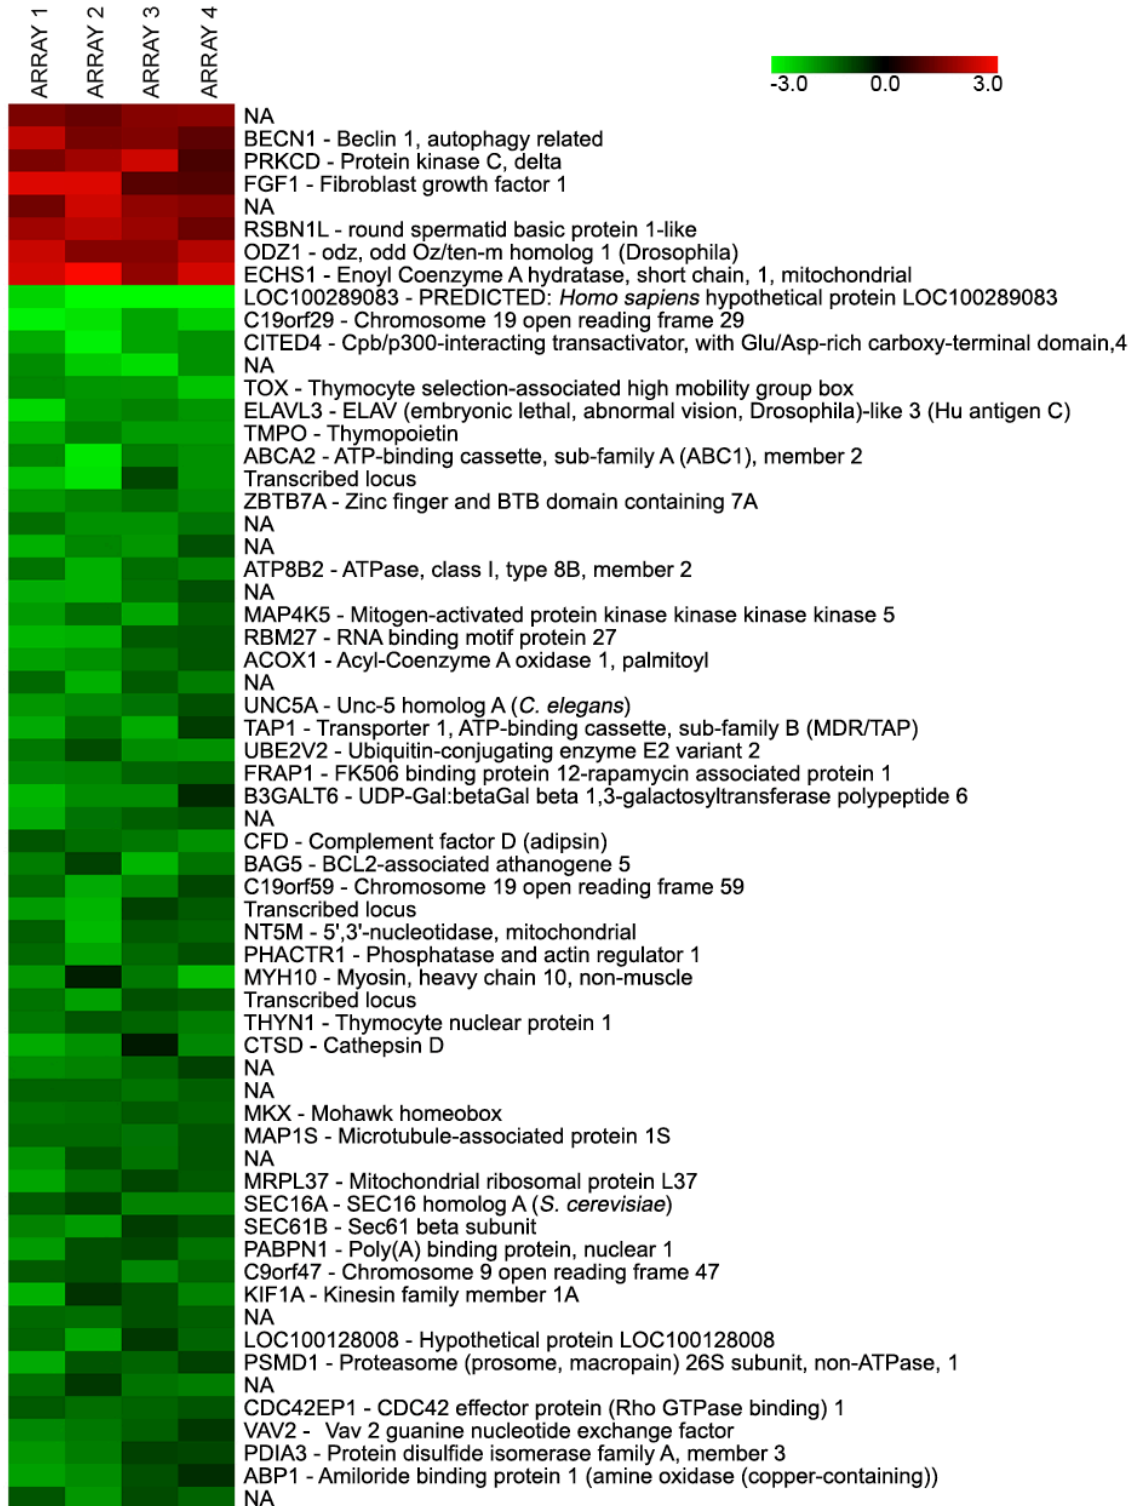 ARRAY 1
ARRAY 2
ARRAY 3
ARRAY 4
-3.0 0.0 3.0
NA
BECN1 - Beclin 1, autophagy related
PRKCD - Protein kinase C, delta
FGF1 - Fibroblast growth factor 1
NA
RSBN1L - round spermatid basic protein 1-like
ODZ1 - odz, odd Oz/ten-m homolog 1 (Drosophila)
ECHS1 - Enoyl Coenzyme A hydratase, short chain, 1, mitochondrial
LOC100289083 - PREDICTED: Homo sapiens hypothetical protein LOC100289083
C19orf29 - Chromosome 19 open reading frame 29
CITED4 - Cpb/p300-interacting transactivator, with Glu/Asp-rich carboxy-terminal domain,4
NA
TOX - Thymocyte selection-associated high mobility group box
ELAVL3 - ELAV (embryonic lethal, abnormal vision, Drosophila)-like 3 (Hu antigen C)
TMPO - Thymopoietin
ABCA2 - ATP-binding cassette, sub-family A (ABC1), member 2
Transcribed locus
ZBTB7A - Zinc finger and BTB domain containing 7A
NA
NA
ATP8B2 - ATPase, class I, type 8B, member 2
NA
MAP4K5 - Mitogen-activated protein kinase kinase kinase kinase 5
RBM27 - RNA binding motif protein 27
ACOX1 - Acyl-Coenzyme A oxidase 1, palmitoyl
NA
UNC5A - Unc-5 homolog A (C. elegans)
TAP1 - Transporter 1, ATP-binding cassette, sub-family B (MDR/TAP)
UBE2V2 - Ubiquitin-conjugating enzyme E2 variant 2
FRAP1 - FK506 binding protein 12-rapamycin associated protein 1
B3GALT6 - UDP-Gal:betaGal beta 1,3-galactosyltransferase polypeptide 6
NA
CFD - Complement factor D (adipsin)
BAG5 - BCL2-associated athanogene 5
C19orf59 - Chromosome 19 open reading frame 59
Transcribed locus
NT5M - 5',3'-nucleotidase, mitochondrial
PHACTR1 - Phosphatase and actin regulator 1
MYH10 - Myosin, heavy chain 10, non-muscle
Transcribed locus
THYN1 - Thymocyte nuclear protein 1
CTSD - Cathepsin D
NA
NA
MKX - Mohawk homeobox
MAP1S - Microtubule-associated protein 1S
NA
MRPL37 - Mitochondrial ribosomal protein L37
SEC16A - SEC16 homolog A (S. cerevisiae)
SEC61B - Sec61 beta subunit
PABPN1 - Poly(A) binding protein, nuclear 1
C9orf47 - Chromosome 9 open reading frame 47
KIF1A - Kinesin family member 1A
NA
LOC100128008 - Hypothetical protein LOC100128008
PSMD1 - Proteasome (prosome, macropain) 26S subunit, non-ATPase, 1
NA
CDC42EP1 - CDC42 effector protein (Rho GTPase binding) 1
VAV2 - Vav 2 guanine nucleotide exchange factor
PDIA3 - Protein disulfide isomerase family A, member 3
ABP1 - Amiloride binding protein 1 (amine oxidase (copper-containing))
NA